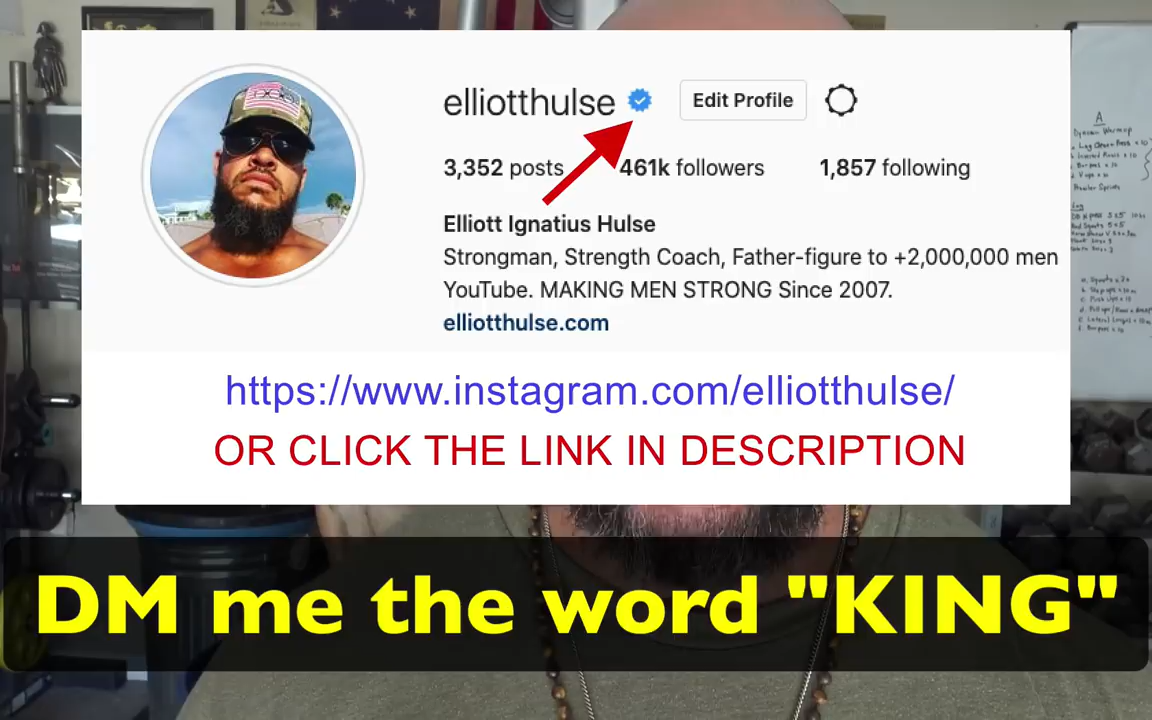 elliotthulse Edit Profile
3,352 posts 461k followers 1,857 following
Elliott Ignatius Hulse
Strongman, Strength Coach, Father-figure to +2,000,000 men
YouTube. MAKING MEN STRONG Since 2007.
elliotthulse.com
https://www.instagram.com/elliotthulse/
OR CLICK THE LINK IN DESCRIPTION
DM me the word "KING"
A
Dynamic Warmup